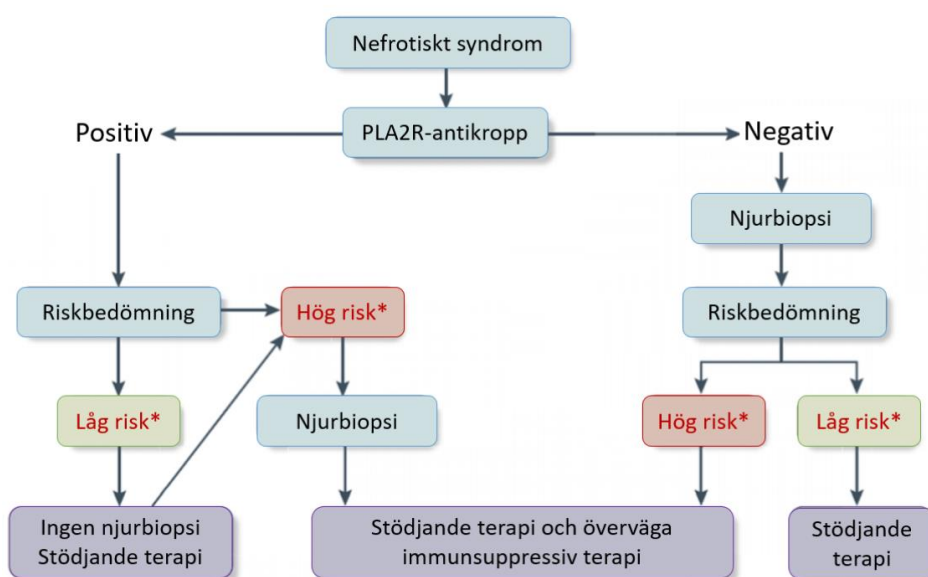 Nefrotiskt syndrom
Positiv
PLA2R-antikropp
Negativ
Njurbiopsi
Riskbedömning
Hög risk*
Riskbedömning
Låg risk*
Njurbiopsi
Hög risk*
Låg risk*
Ingen njurbiopsi
Stödjande terapi
Stödjande terapi och överväga
immunsuppressiv terapi
Stödjande
terapi